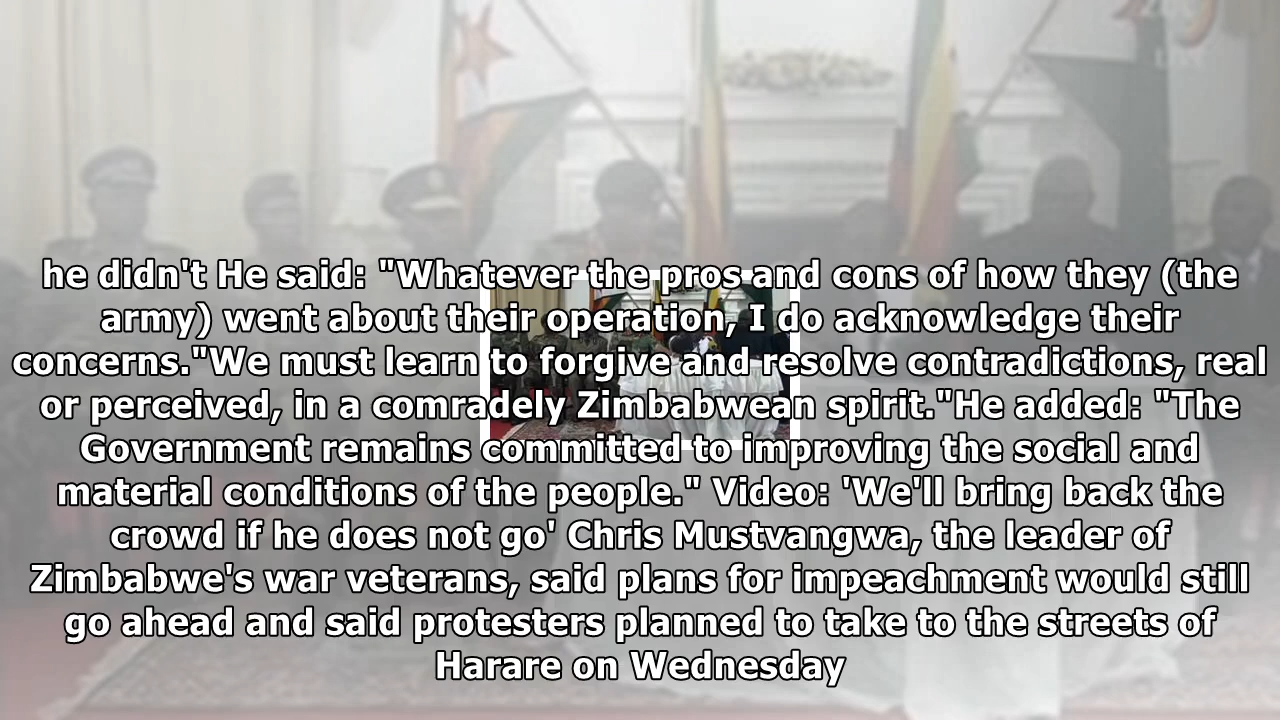 he didn't He said: "Whatever the pros and cons of how they (the
army) went about their operation, I do acknowledge their
concerns."We must learn to forgive and resolve contradictions, real
or perceived, in a comradely Zimbabwean spirit."He added: "The
Government remains committed to improving the social and
material conditions of the people." Video: 'We'll bring back the
crowd if he does not go' Chris Mustvangwa, the leader of
Zimbabwe's war veterans, said plans for impeachment would still
go ahead and said protesters planned to take to the streets of
Harare on Wednesday